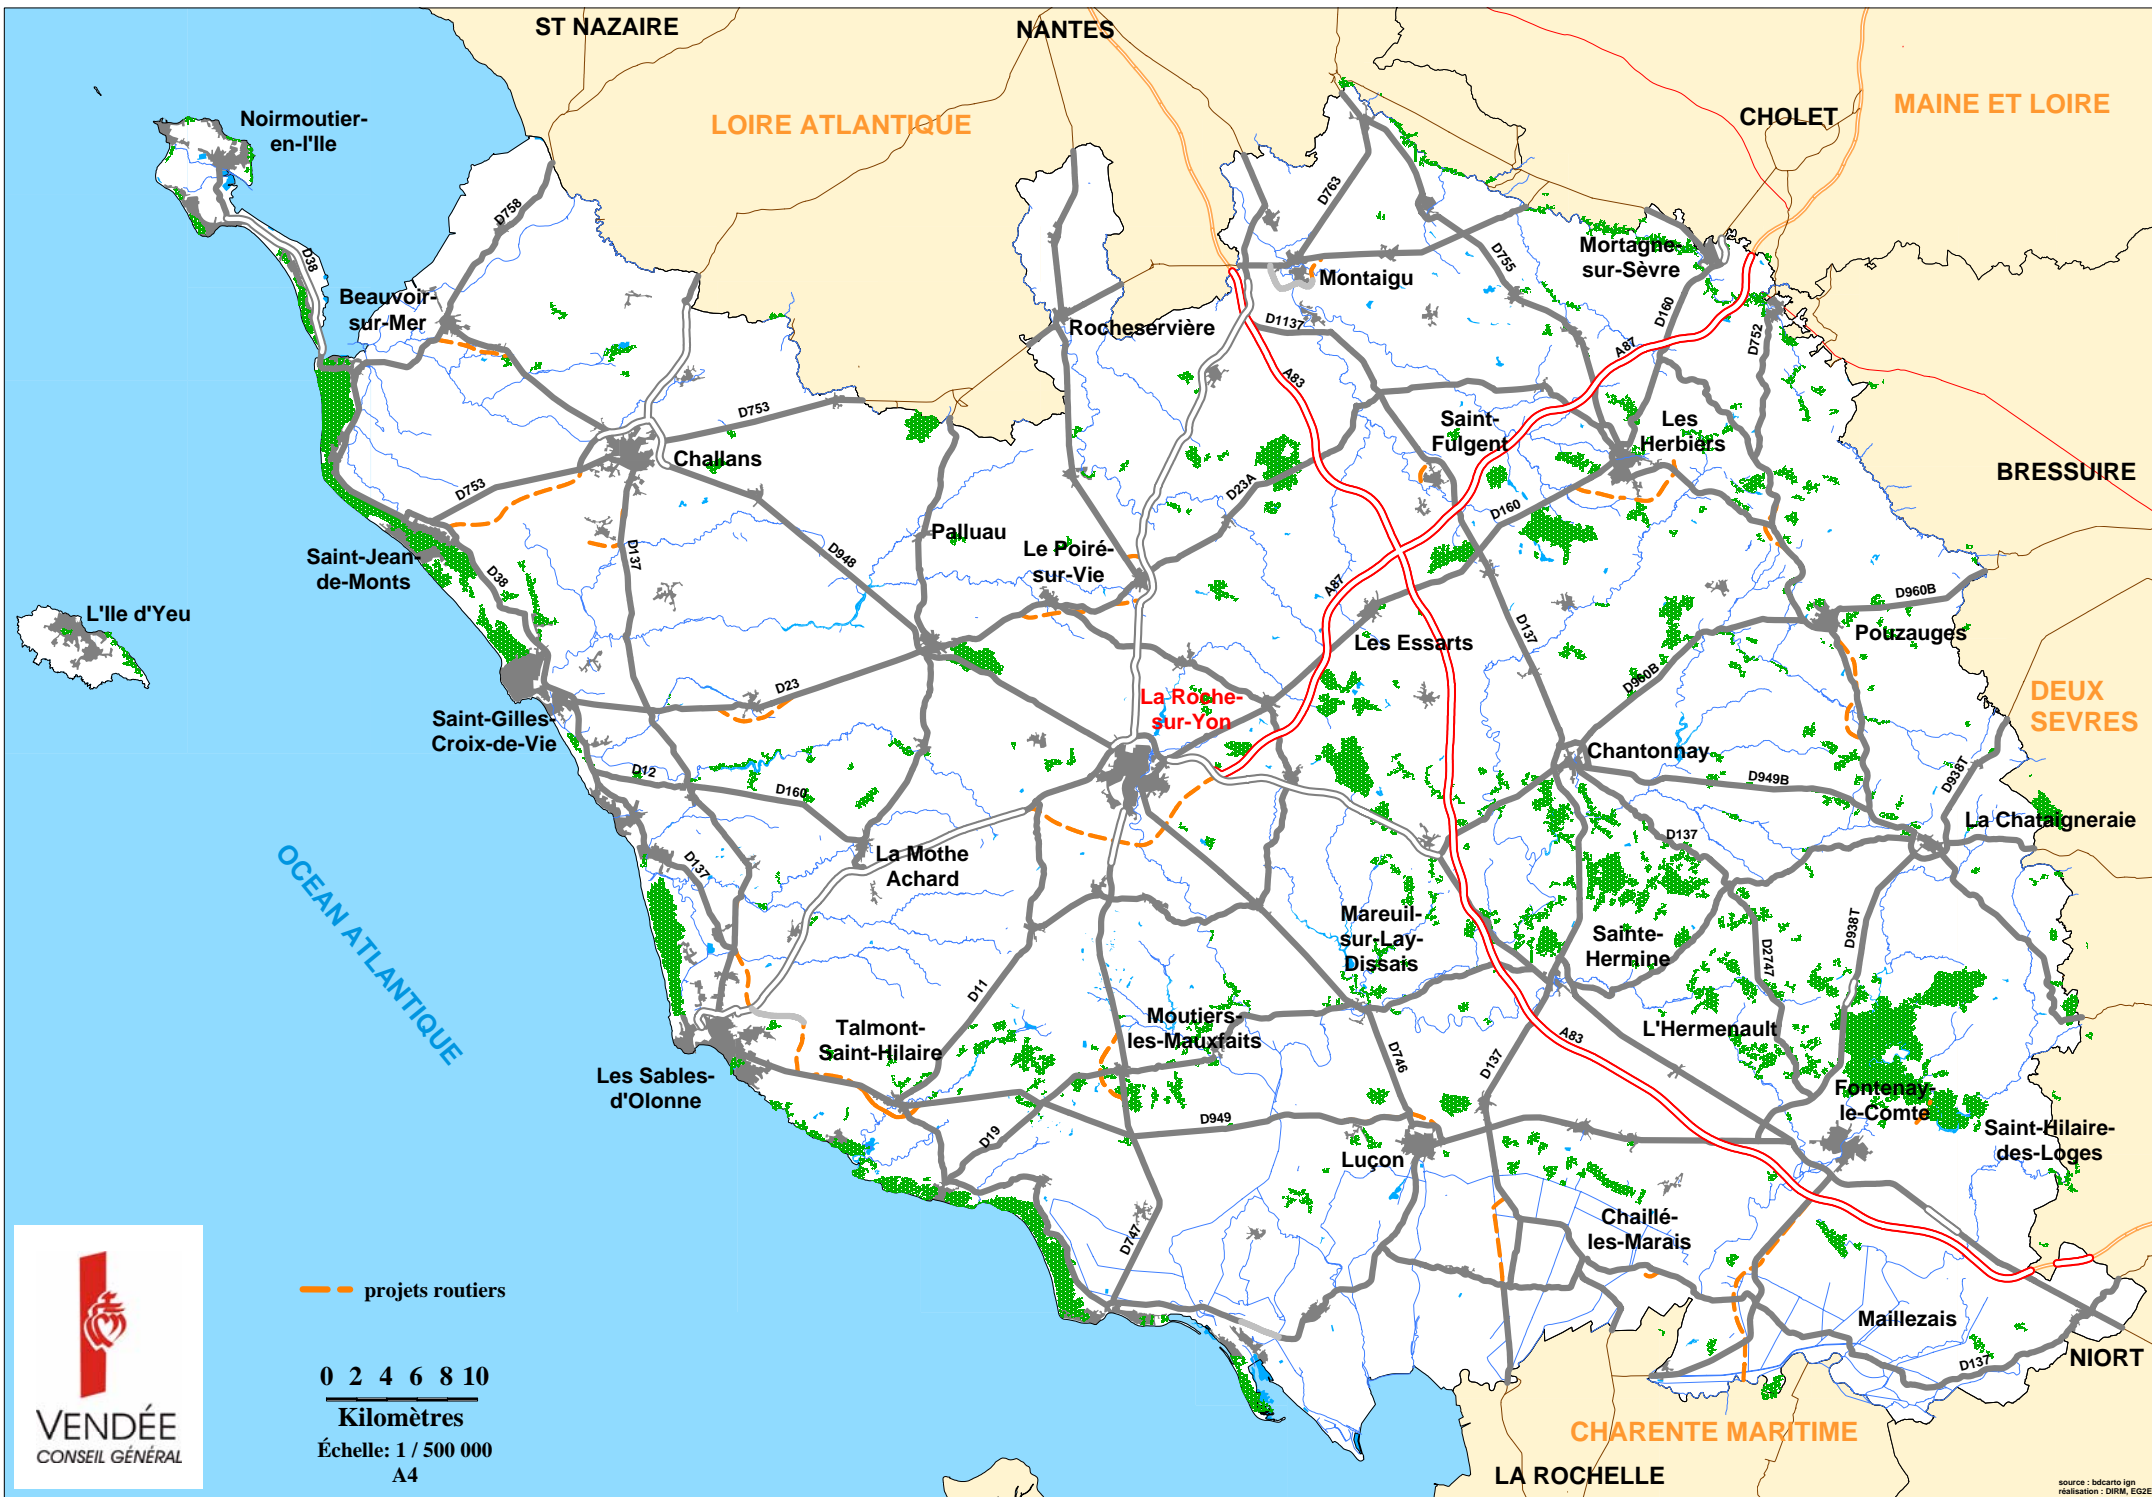 ST NAZAIRE
NANTES
LOIRE ATLANTIQUE
CHOLET
MAINE ET LOIRE
Noirmoutier-
en-l'Ile
D758
D763
D38
D755
Mortagne-
sur-Sèvre
Montaigu
Beauvoir-
sur-Mer
Rocheservière
D1137
D160
D752
A87
A83
D753
Saint-
Fulgent
Les
Herbiers
Challans
BRESSUIRE
D753
D23A
D160
Palluau
Le Poiré-
sur-Vie
D137
D948
Saint-Jean-
de-Monts
D38
A87
D960B
L'Ile d'Yeu
D137
Les Essarts
Pouzauges
D23
D960B
La Roche-
sur-Yon
DEUX
SEVRES
Saint-Gilles-
Croix-de-Vie
Chantonnay
D12
D160
D949B
D938T
La Chataigneraie
D137
OCEAN ATLANTIQUE
D137
La Mothe
Achard
Mareuil-
sur-Lay-
Dissais
Sainte-
Hermine
D2747
D938T
D11
Talmont-
Saint-Hilaire
Moutiers-
les-Mauxfaits
L'Hermenault
A83
Les Sables-
d'Olonne
D746
D137
Fontenay-
le-Comte
D949
D19
Luçon
Saint-Hilaire-
des-Loges
Chaillé-
les-Marais
D747
projets routiers
Maillezais
D137
NIORT
0 2 4 6 8 10
Kilomètres
Échelle: 1 / 500 000
A4
VENDÉE
CONSEIL GÉNÉRAL
CHARENTE MARITIME
LA ROCHELLE
source : bdcarto ign
réalisation : DIRM, EG2E